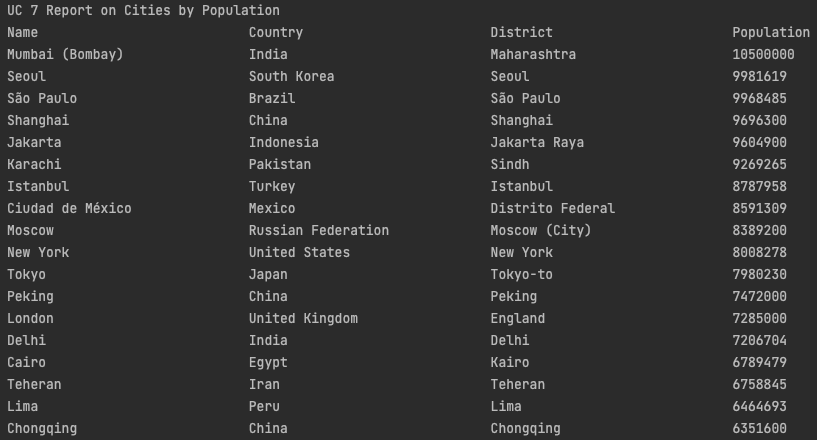 UC 7 Report on Cities by Population
Name Country District Population
Mumbai (Bombay) India Maharashtra 10500000
Seoul South Korea Seoul 9981619
São Paulo Brazil São Paulo 9968485
Shanghai China Shanghai 9696300
Jakarta Indonesia Jakarta Raya 9604900
Karachi Pakistan Sindh 9269265
Istanbul Turkey Istanbul 8787958
Ciudad de México Mexico Distrito Federal 8591309
Moscow Russian Federation Moscow (City) 8389200
New York United States New York 8008278
Tokyo Japan Tokyo-to 7980230
Peking China Peking 7472000
London United Kingdom England 7285000
Delhi India Delhi 7206704
Cairo Egypt Kairo 6789479
Teheran Iran Teheran 6758845
Lima Peru Lima 6464693
Chongqing China Chongqing 6351600